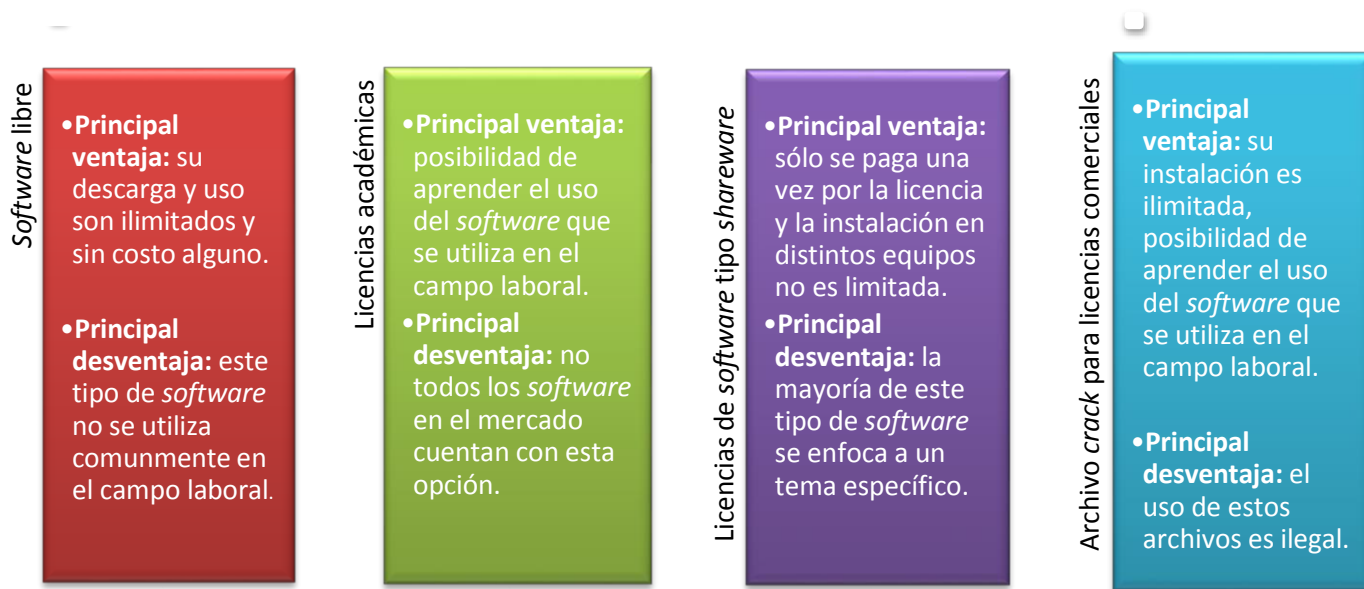 Software libre
•Principal
ventaja: su
descarga y uso
son ilimitados y
sin costo alguno.
•Principal
desventaja: este
tipo de software
no se utiliza
comunmente en
el campo laboral.
Licencias académicas
•Principal ventaja:
posibilidad de
aprender el uso
del software que
se utiliza en el
campo laboral.
•Principal
desventaja: no
todos los software
en el mercado
cuentan con esta
opción.
Licencias de software tipo shareware
•Principal ventaja:
sólo se paga una
vez por la licencia
y la instalación en
distintos equipos
no es limitada.
•Principal
desventaja: la
mayoría de este
tipo de software
se enfoca a un
tema específico.
Archivo crack para licencias comerciales
•Principal
ventaja: su
instalación es
ilimitada,
posibilidad de
aprender el uso
del software que
se utiliza en el
campo laboral.
•Principal
desventaja: el
uso de estos
archivos es ilegal.